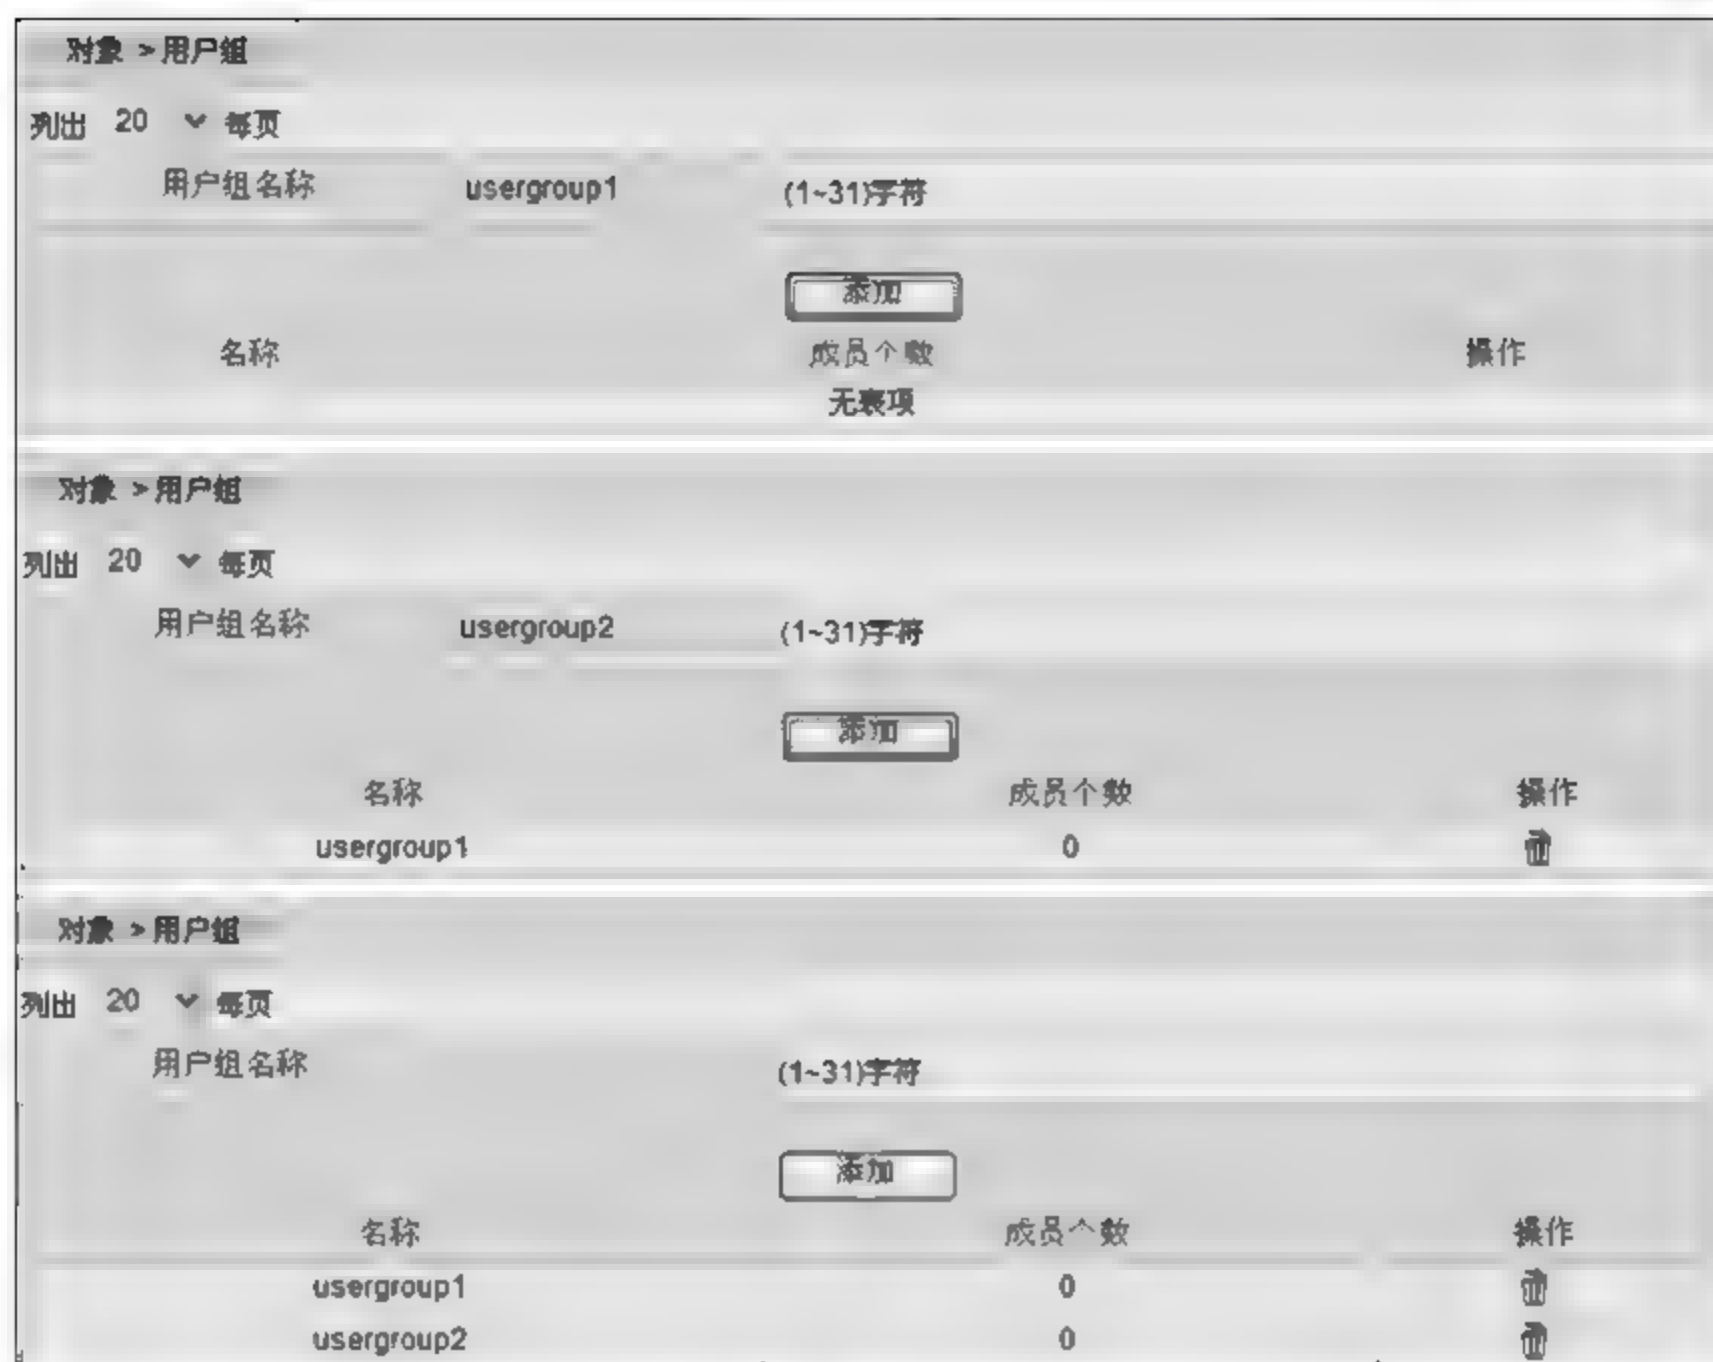 对象 >用户组
列出 20 每页
用户组名称 usergroup1 (1~31)字符
添加
名称 成员个数 操作
无表项
对象 >用户组
列出 20 每页
用户组名称 usergroup2 (1~31)字符
添加
名称 成员个数 操作
usergroup1 0
对象 >用户组
列出 20 每页
用户组名称 (1~31)字符
添加
名称 成员个数 操作
usergroup1 0
usergroup2 0